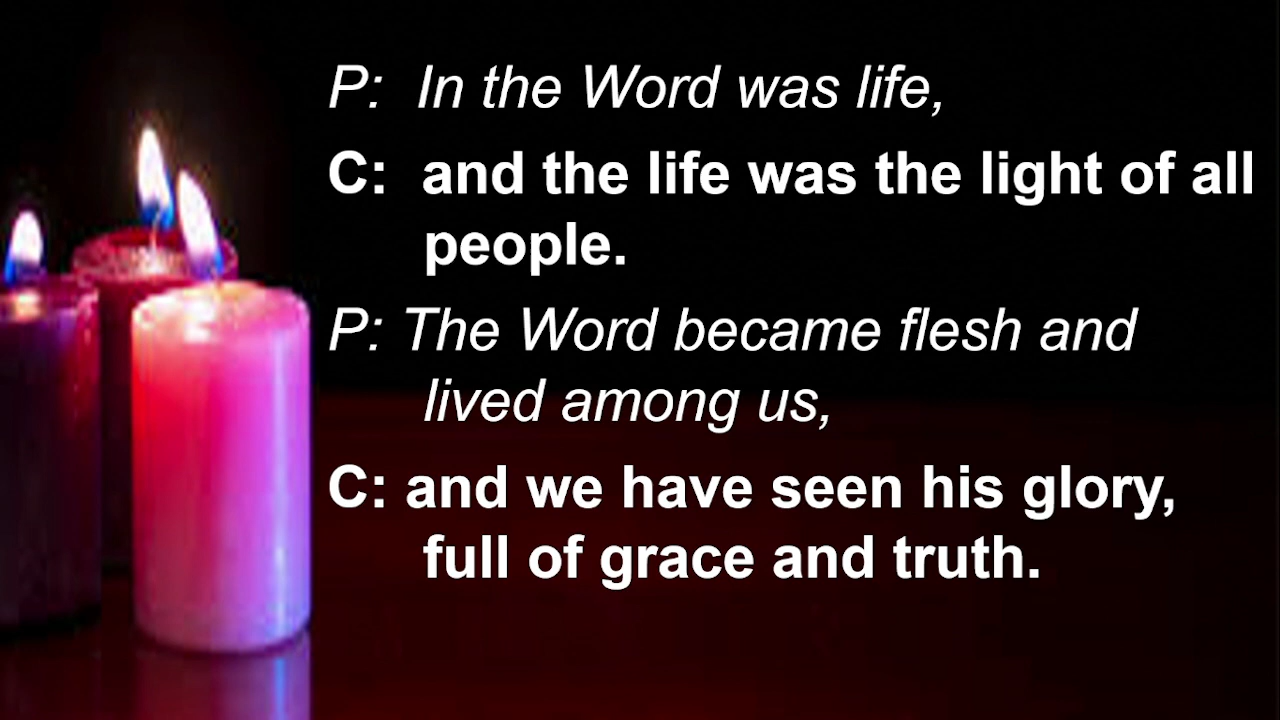 P: In the Word was life,
C: and the life was the light of all
people.
P: The Word became flesh and
lived among us,
C: and we have seen his glory,
full of grace and truth.